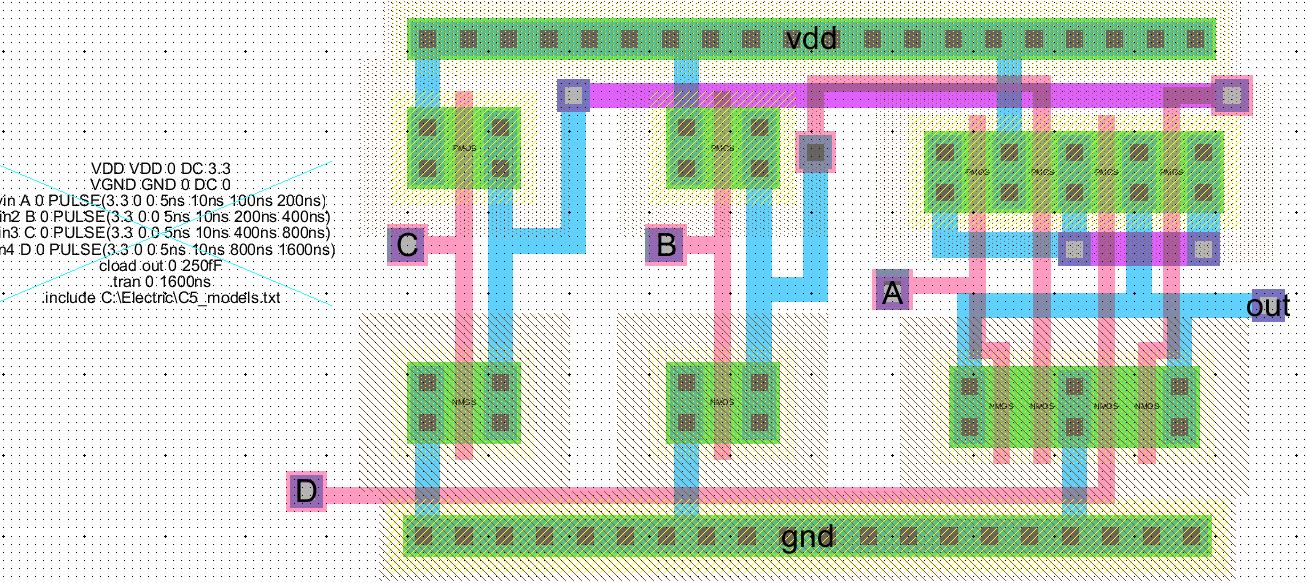 vdd
PMOS
PMOS
PMOS PMOS PMOS PMOS
VDD VDD 0 DC 3.3
VGND GND 0 DC 0
vin A 0 PULSE(3.3 0 0 5ns 10ns 100ns 200ns)
in2 B 0 PULSE(3.3 0 0 5ns 10ns 200ns 400ns)
in3 C 0 PULSE(3.3 0 0 5ns 10ns 400ns 800ns)
n4 D 0 PULSE(3.3 0 0 5ns 10ns 800ns 1600ns)
cload out 0 250fF
.tran 0 1600ns
.include C:\Electric\C5_models.txt
C
B
A
out
NMOS
NMOS
NMOS NMOS NMOS NMOS
D
gnd